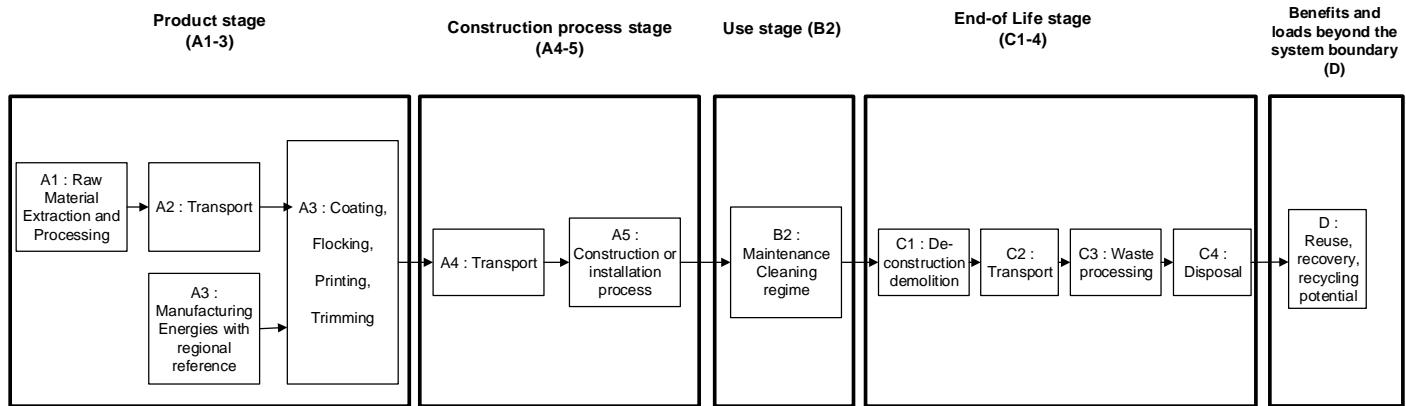 Product stage
(A1-3)
Construction process stage
(A4-5)
Use stage (B2)
End-of Life stage
(C1-4)
Benefits and
loads beyond the
system boundary
(D)
A1 : Raw
Material
Extraction and
Processing
A2 : Transport
A3 :
Manufacturing
Energies with
regional
reference
A3 : Coating,
Flocking,
Printing,
Trimming
A4 : Transport
A5 :
Construction or
installation
process
B2 :
Maintenance
Cleaning
regime
C1 : De-
construction
demolition
C2 :
Transport
C3 : Waste
processing
C4 :
Disposal
D :
Reuse,
recovery,
recycling
potential